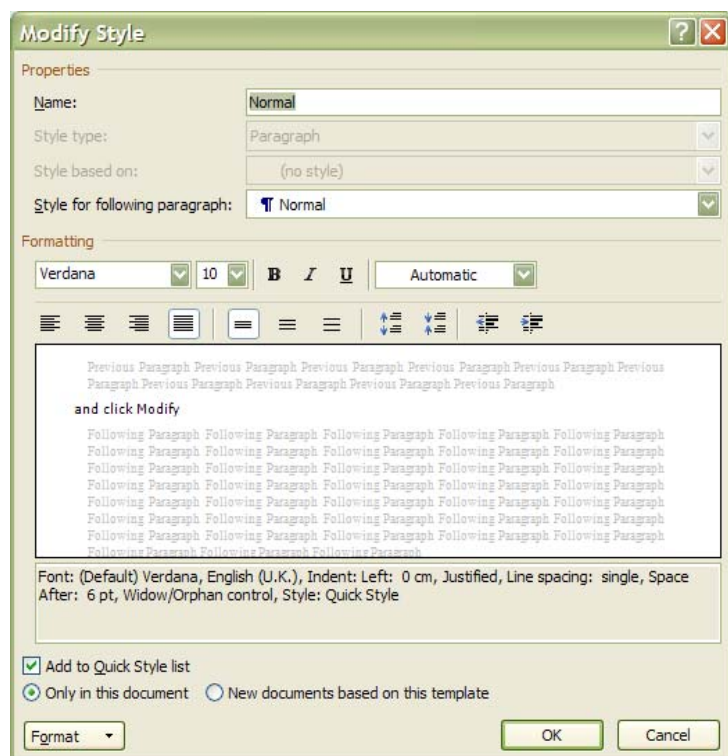 Modify Style
Properties
Name: Normal
Style type: Paragraph
Style based on: (no style)
Style for following paragraph: ¶ Normal
Formatting
Verdana 10 B I U Automatic
Previous Paragraph Previous Paragraph Previous Paragraph Previous Paragraph Previous Paragraph Previous
Paragraph Previous Paragraph Previous Paragraph Previous Paragraph Previous Paragraph
and click Modify
Following Paragraph Following Paragraph Following Paragraph Following Paragraph Following Paragraph
Following Paragraph Following Paragraph Following Paragraph Following Paragraph Following Paragraph
Following Paragraph Following Paragraph Following Paragraph Following Paragraph Following Paragraph
Following Paragraph Following Paragraph Following Paragraph Following Paragraph Following Paragraph
Following Paragraph Following Paragraph Following Paragraph Following Paragraph Following Paragraph
Following Paragraph Following Paragraph Following Paragraph Following Paragraph Following Paragraph
Following Paragraph Following Paragraph Following Paragraph Following Paragraph Following Paragraph
Following Paragraph Following Paragraph Following Paragraph
Font: (Default) Verdana, English (U.K.), Indent: Left: 0 cm, Justified, Line spacing: single, Space
After: 6 pt, Widow/Orphan control, Style: Quick Style
Add to Quick Style list
Only in this document New documents based on this template
Format OK Cancel